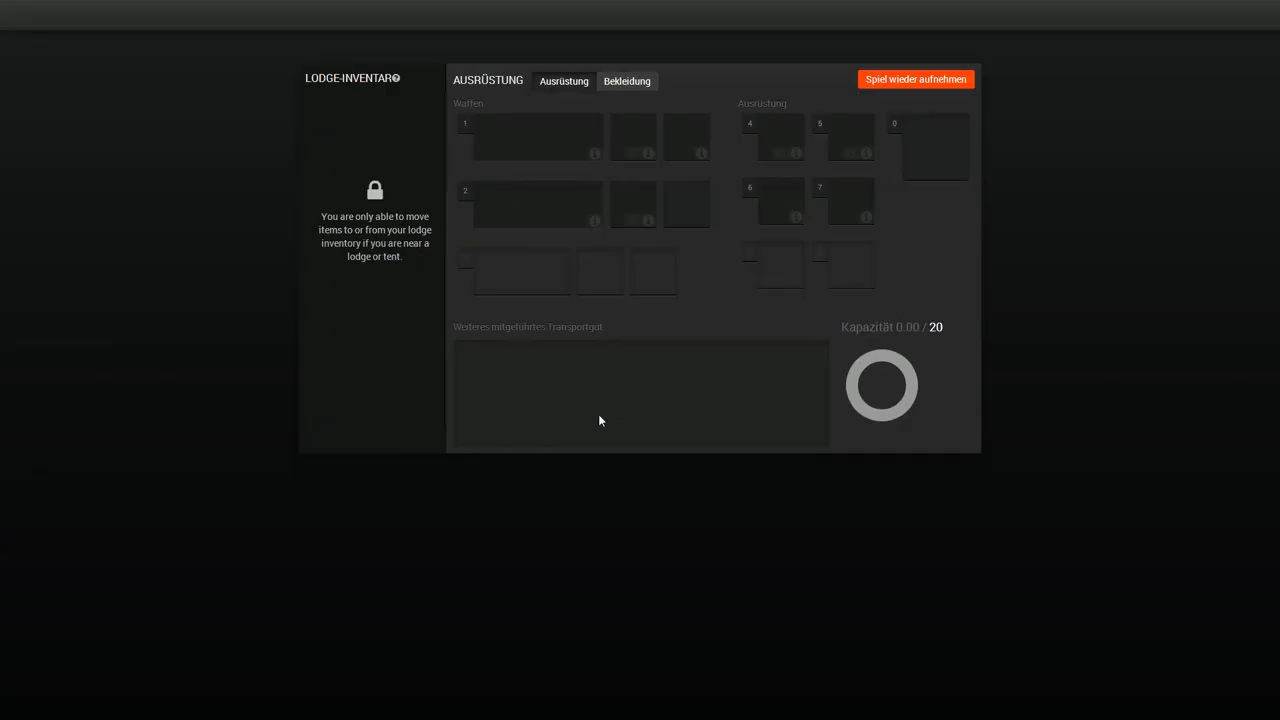 LODGE-INVENTAR
AUSRÜSTUNG
Ausrüstung
Bekleidung
Spiel wieder aufnehmen
Waffen
Ausrüstung
1
4
5
0
2
6
7
You are only able to move
items to or from your lodge
inventory if you are near a
lodge or tent.
Weiteres mitgeführtes Transportgut
Kapazität 0.00 / 20